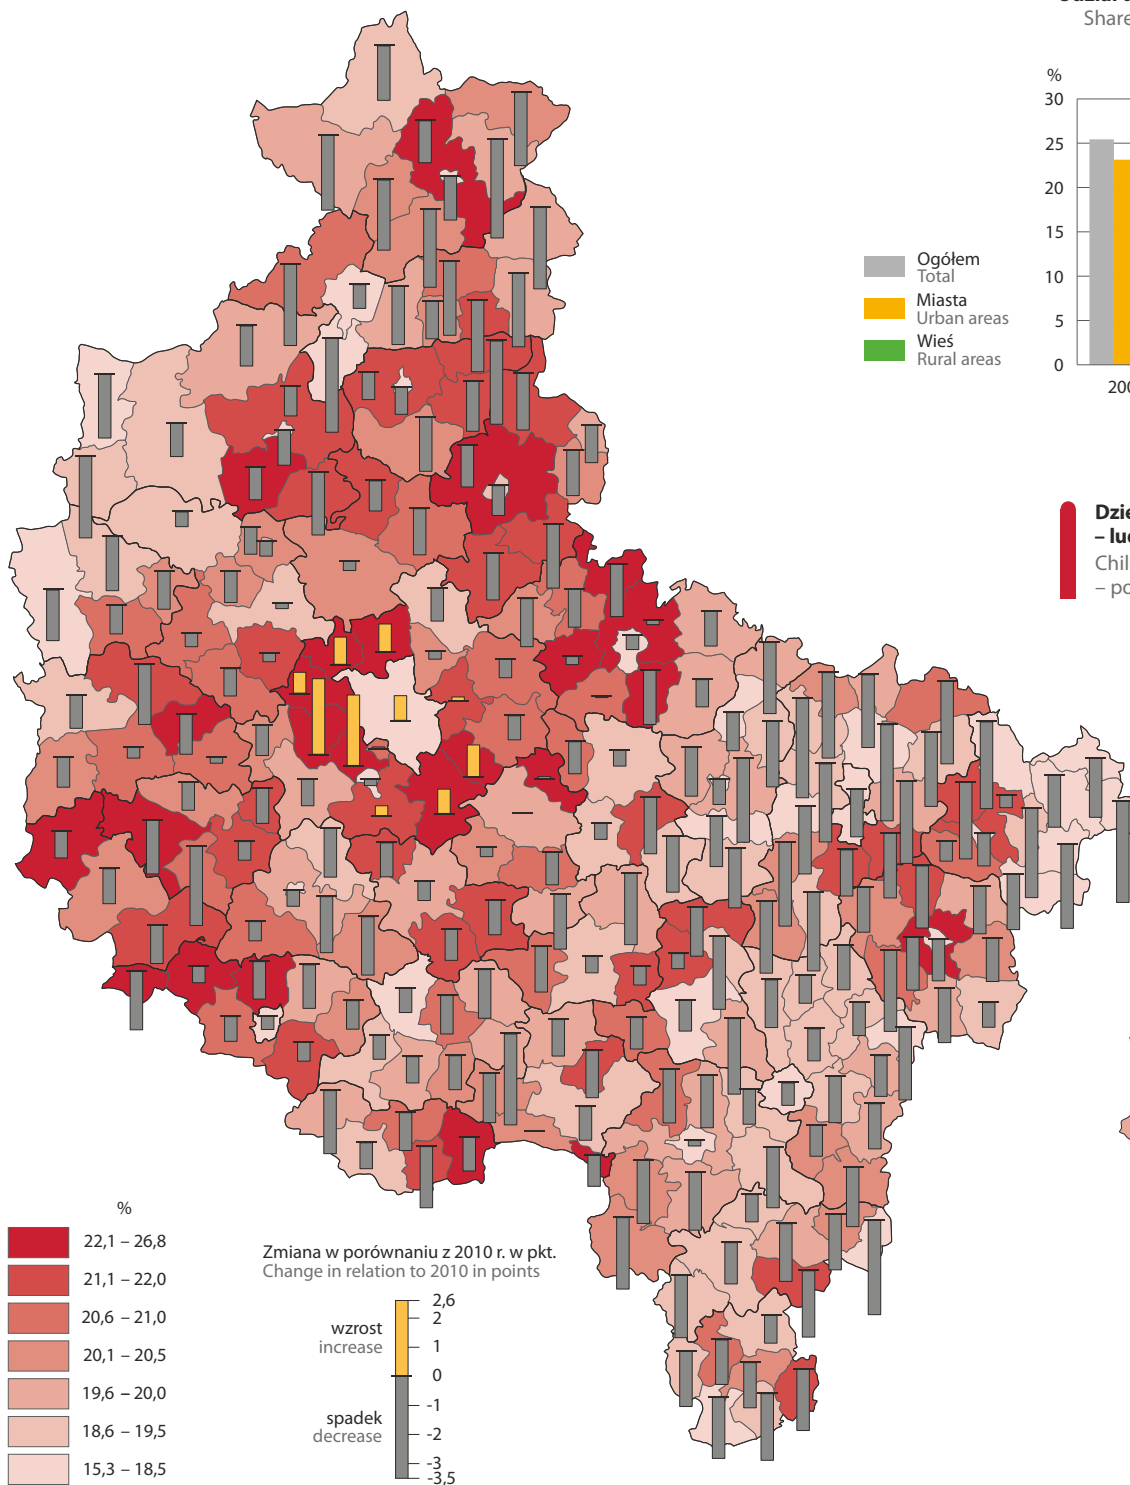 Share
%
30
25
20
15
10
5
0
Ogółem
Total
Miasta
Urban areas
Wieś
Rural areas
– po
%
22,1 – 26,8
21,1 – 22,0
20,6 – 21,0
20,1 – 20,5
19,6 – 20,0
18,6 – 19,5
15,3 – 18,5
Zmiana w porównaniu z 2010 r. w pkt.
Change in relation to 2010 in points
wzrost
increase
spadek
decrease
2,6
2
1
0
-1
-2
-3
-3,5